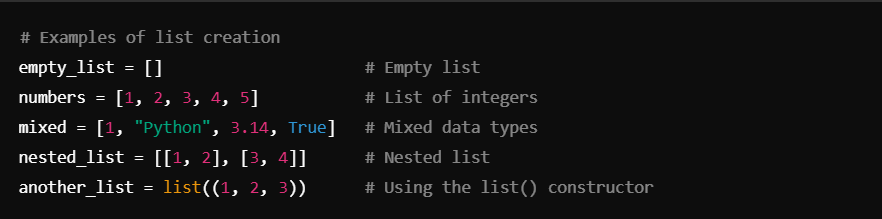 # Examples of list creation
empty_list = []                     # Empty list
numbers = [1, 2, 3, 4, 5]           # List of integers
mixed = [1, "Python", 3.14, True]   # Mixed data types
nested_list = [[1, 2], [3, 4]]      # Nested list
another_list = list((1, 2, 3))      # Using the list() constructor